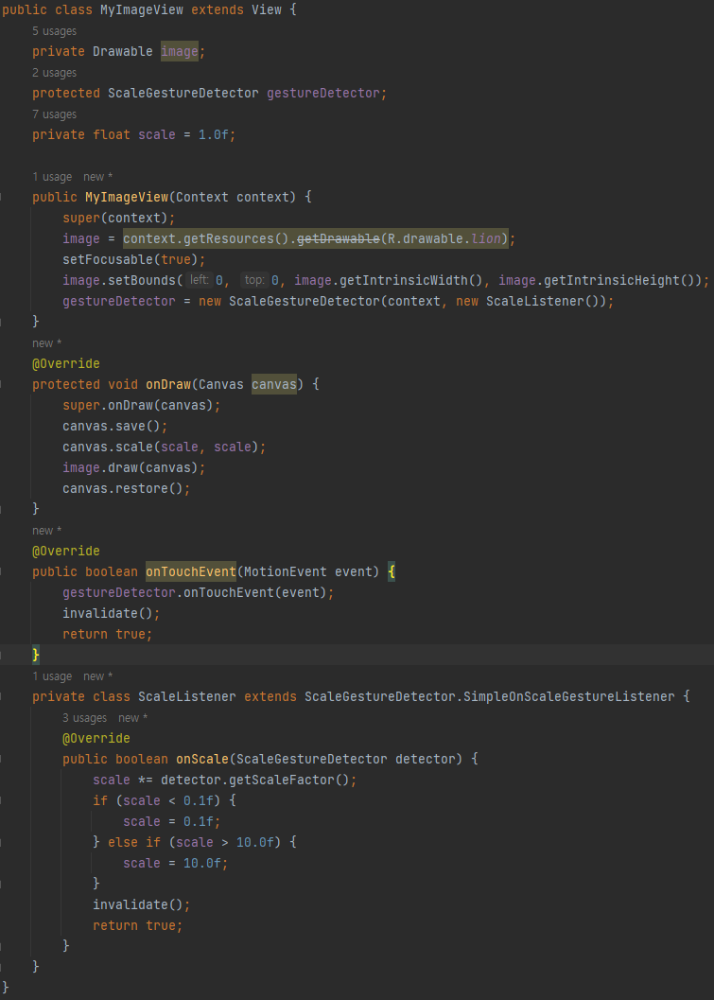 public class MyImageView extends View {
5 usages
private Drawable image;
2 usages
protected ScaleGestureDetector gestureDetector;
7 usages
private float scale = 1.0f;
1 usage new *
public MyImageView(Context context) {
super(context);
image = context.getResources().getDrawable(R.drawable.lion);
setFocusable(true);
image.setBounds( left: 0, top: 0, image.getIntrinsicWidth(), image.getIntrinsicHeight());
gestureDetector = new ScaleGestureDetector(context, new ScaleListener());
}
new *
@Override
protected void onDraw(Canvas canvas) {
super.onDraw(canvas);
canvas.save();
canvas.scale(scale, scale);
image.draw(canvas);
canvas.restore();
}
new *
@Override
public boolean onTouchEvent(MotionEvent event) {
gestureDetector.onTouchEvent(event);
invalidate();
return true;
}
1 usage new *
private class ScaleListener extends ScaleGestureDetector.SimpleOnScaleGestureListener {
3 usages new *
@Override
public boolean onScale(ScaleGestureDetector detector) {
scale *= detector.getScaleFactor();
if (scale < 0.1f) {
scale = 0.1f;
} else if (scale > 10.0f) {
scale = 10.0f;
}
invalidate();
return true;
}
}
}